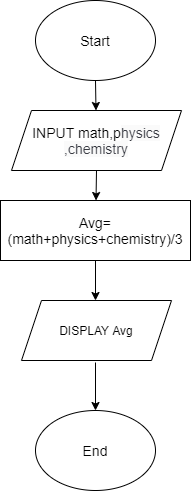 Start
INPUT math,physics
,chemistry
Avg=
(math+physics+chemistry)/3
DISPLAY Avg
End